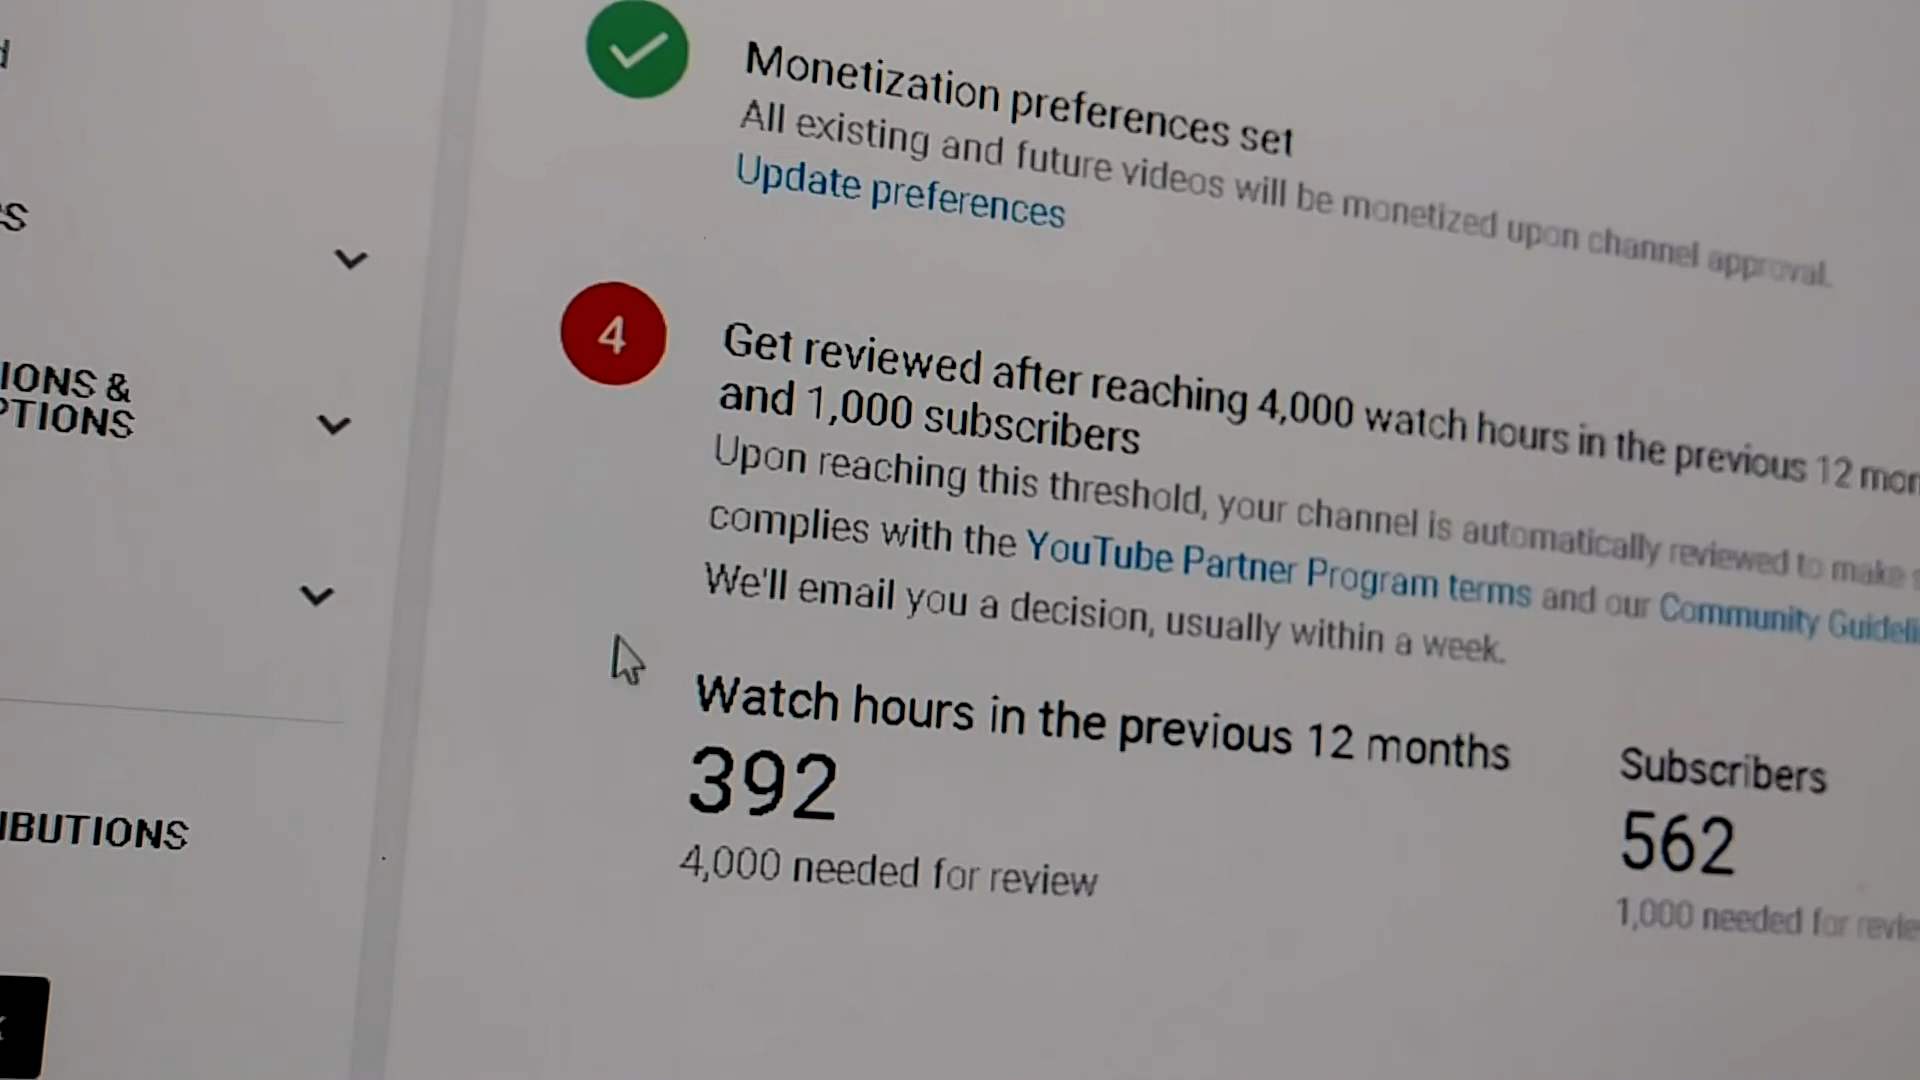 Monetization preferences set
All existing and future videos will be monetized upon channel approval.
Update preferences
IONS &
PTIONS
4
Get reviewed after reaching 4,000 watch hours in the previous 12 mon
and 1,000 subscribers
Upon reaching this threshold, your channel is automatically reviewed to make s
complies with the YouTube Partner Program terms and our Community Guideli
We'll email you a decision, usually within a week.
Watch hours in the previous 12 months
392
4,000 needed for review
Subscribers
562
1,000 needed for revie
IBUTIONS